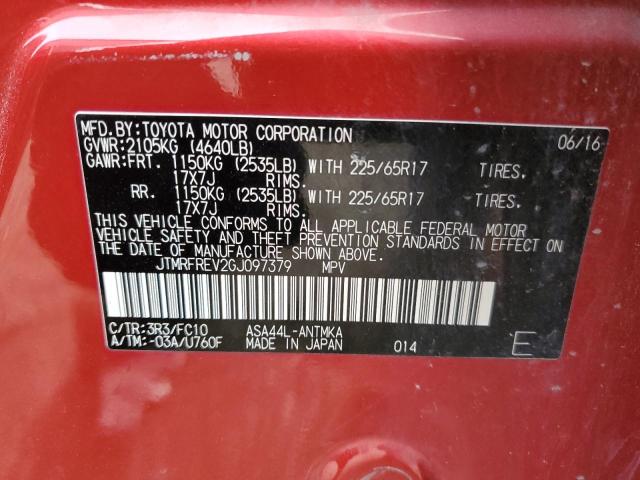 MFD.BY:TOYOTA MOTOR CORPORATION 06/16
GVWR:2105KG (4640LB)
GAWR:FRT. 1150KG (2535LB) WITH 225/65R17 TIRES.
17X7J RIMS.
RR. 1150KG (2535LB) WITH 225/65R17 TIRES.
17X7J RIMS.
THIS VEHICLE CONFORMS TO ALL APPLICABLE FEDERAL MOTOR
VEHICLE SAFETY AND THEFT PREVENTION STANDARDS IN EFFECT ON
THE DATE OF MANUFACTURE SHOWN ABOVE.
JTMRFREV2GJ097379 MPV
C/TR:3R3/FC10 ASA44L-ANTMKA
A/TM:-03A/U760F MADE IN JAPAN 014 E